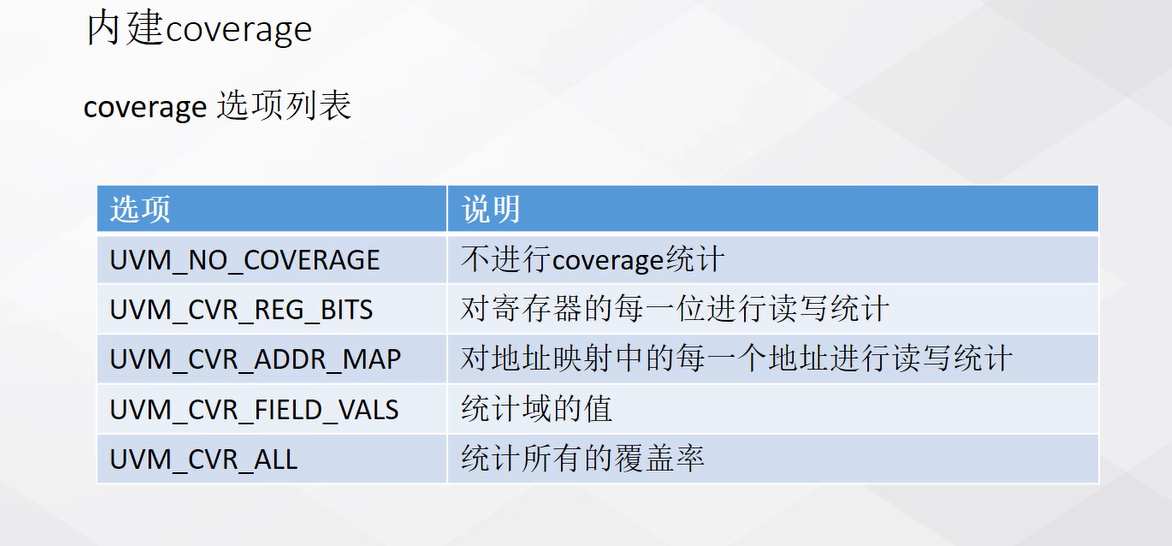 内建coverage
coverage 选项列表
选项 说明
UVM_NO_COVERAGE 不进行coverage统计
UVM_CVR_REG_BITS 对寄存器的每一位进行读写统计
UVM_CVR_ADDR_MAP 对地址映射中的每一个地址进行读写统计
UVM_CVR_FIELD_VALS 统计域的值
UVM_CVR_ALL 统计所有的覆盖率